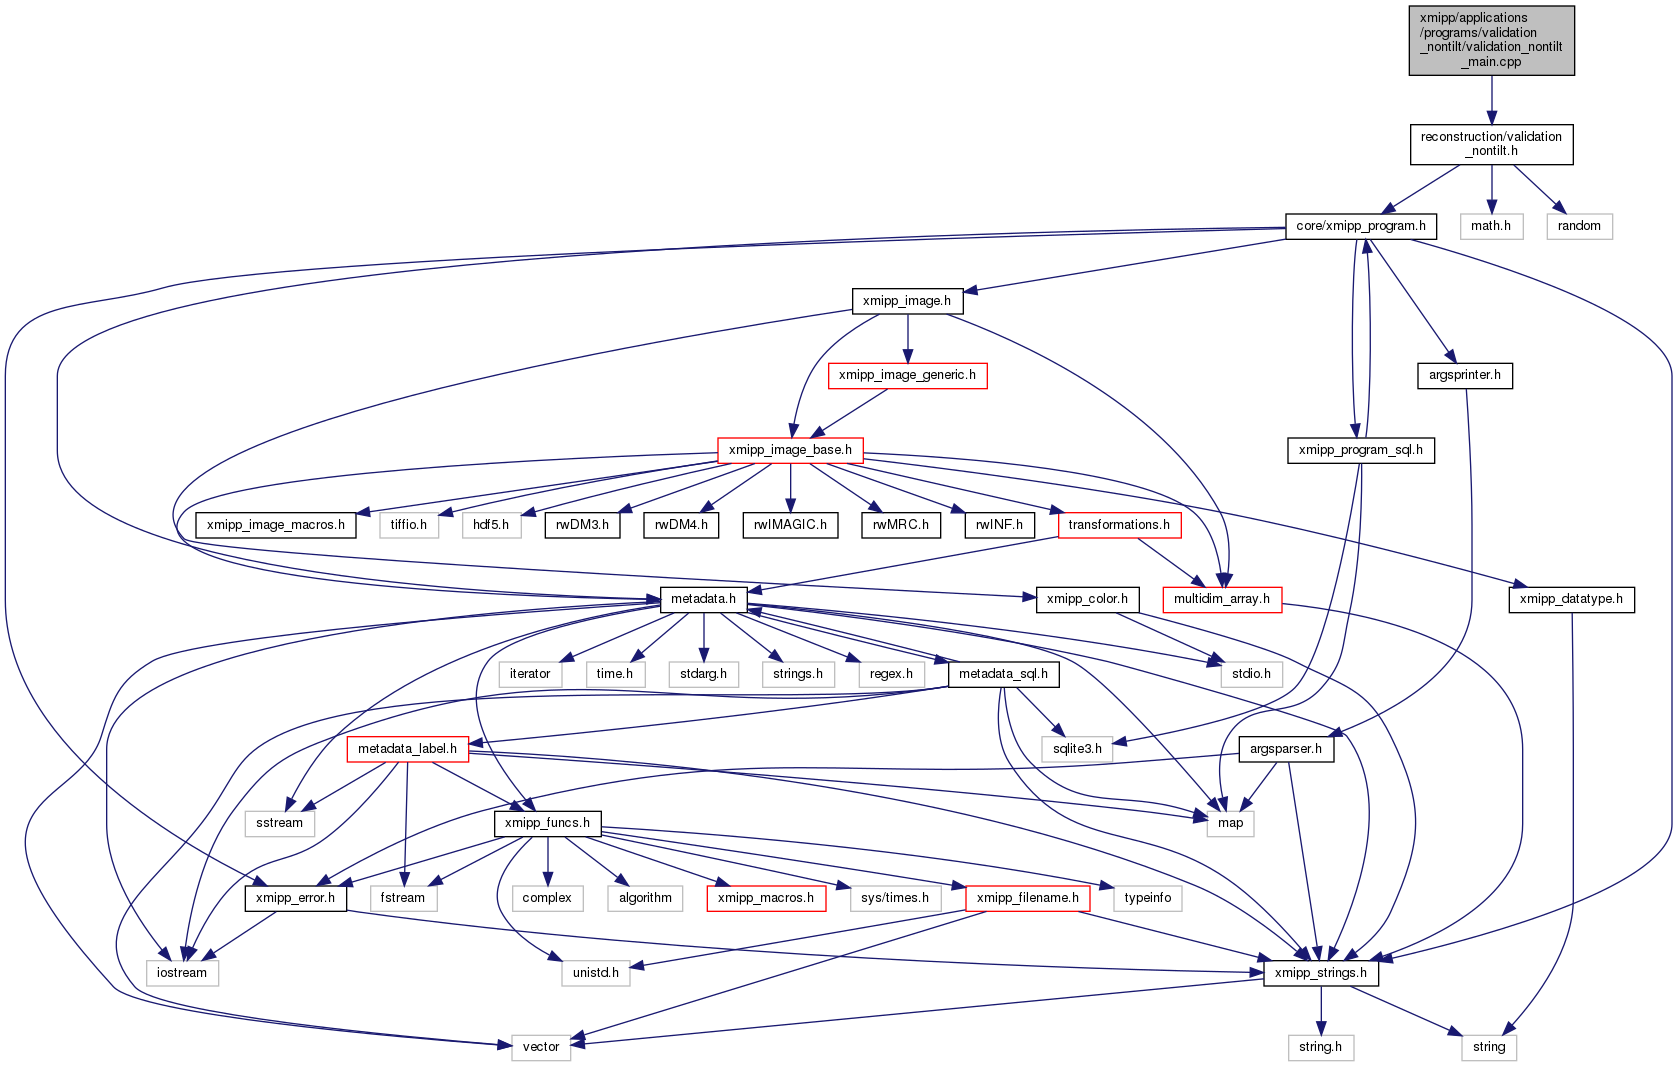 xmipp/applications
/programs/validation
_nontilt/validation_nontilt
_main.cpp
reconstruction/validation
_nontilt.h
core/xmipp_program.h
math.h
random
xmipp_image.h
xmipp_image_generic.h
argsprinter.h
xmipp_image_base.h
xmipp_program_sql.h
xmipp_image_macros.h
tiffio.h
hdf5.h
rwDM3.h
rwDM4.h
rwIMAGIC.h
rwMRC.h
rwINF.h
transformations.h
metadata.h
xmipp_color.h
multidim_array.h
xmipp_datatype.h
iterator
time.h
stdarg.h
strings.h
regex.h
metadata_sql.h
stdio.h
metadata_label.h
sqlite3.h
argsparser.h
sstream
xmipp_funcs.h
map
xmipp_error.h
fstream
complex
algorithm
xmipp_macros.h
sys/times.h
xmipp_filename.h
typeinfo
iostream
unistd.h
xmipp_strings.h
vector
string.h
string